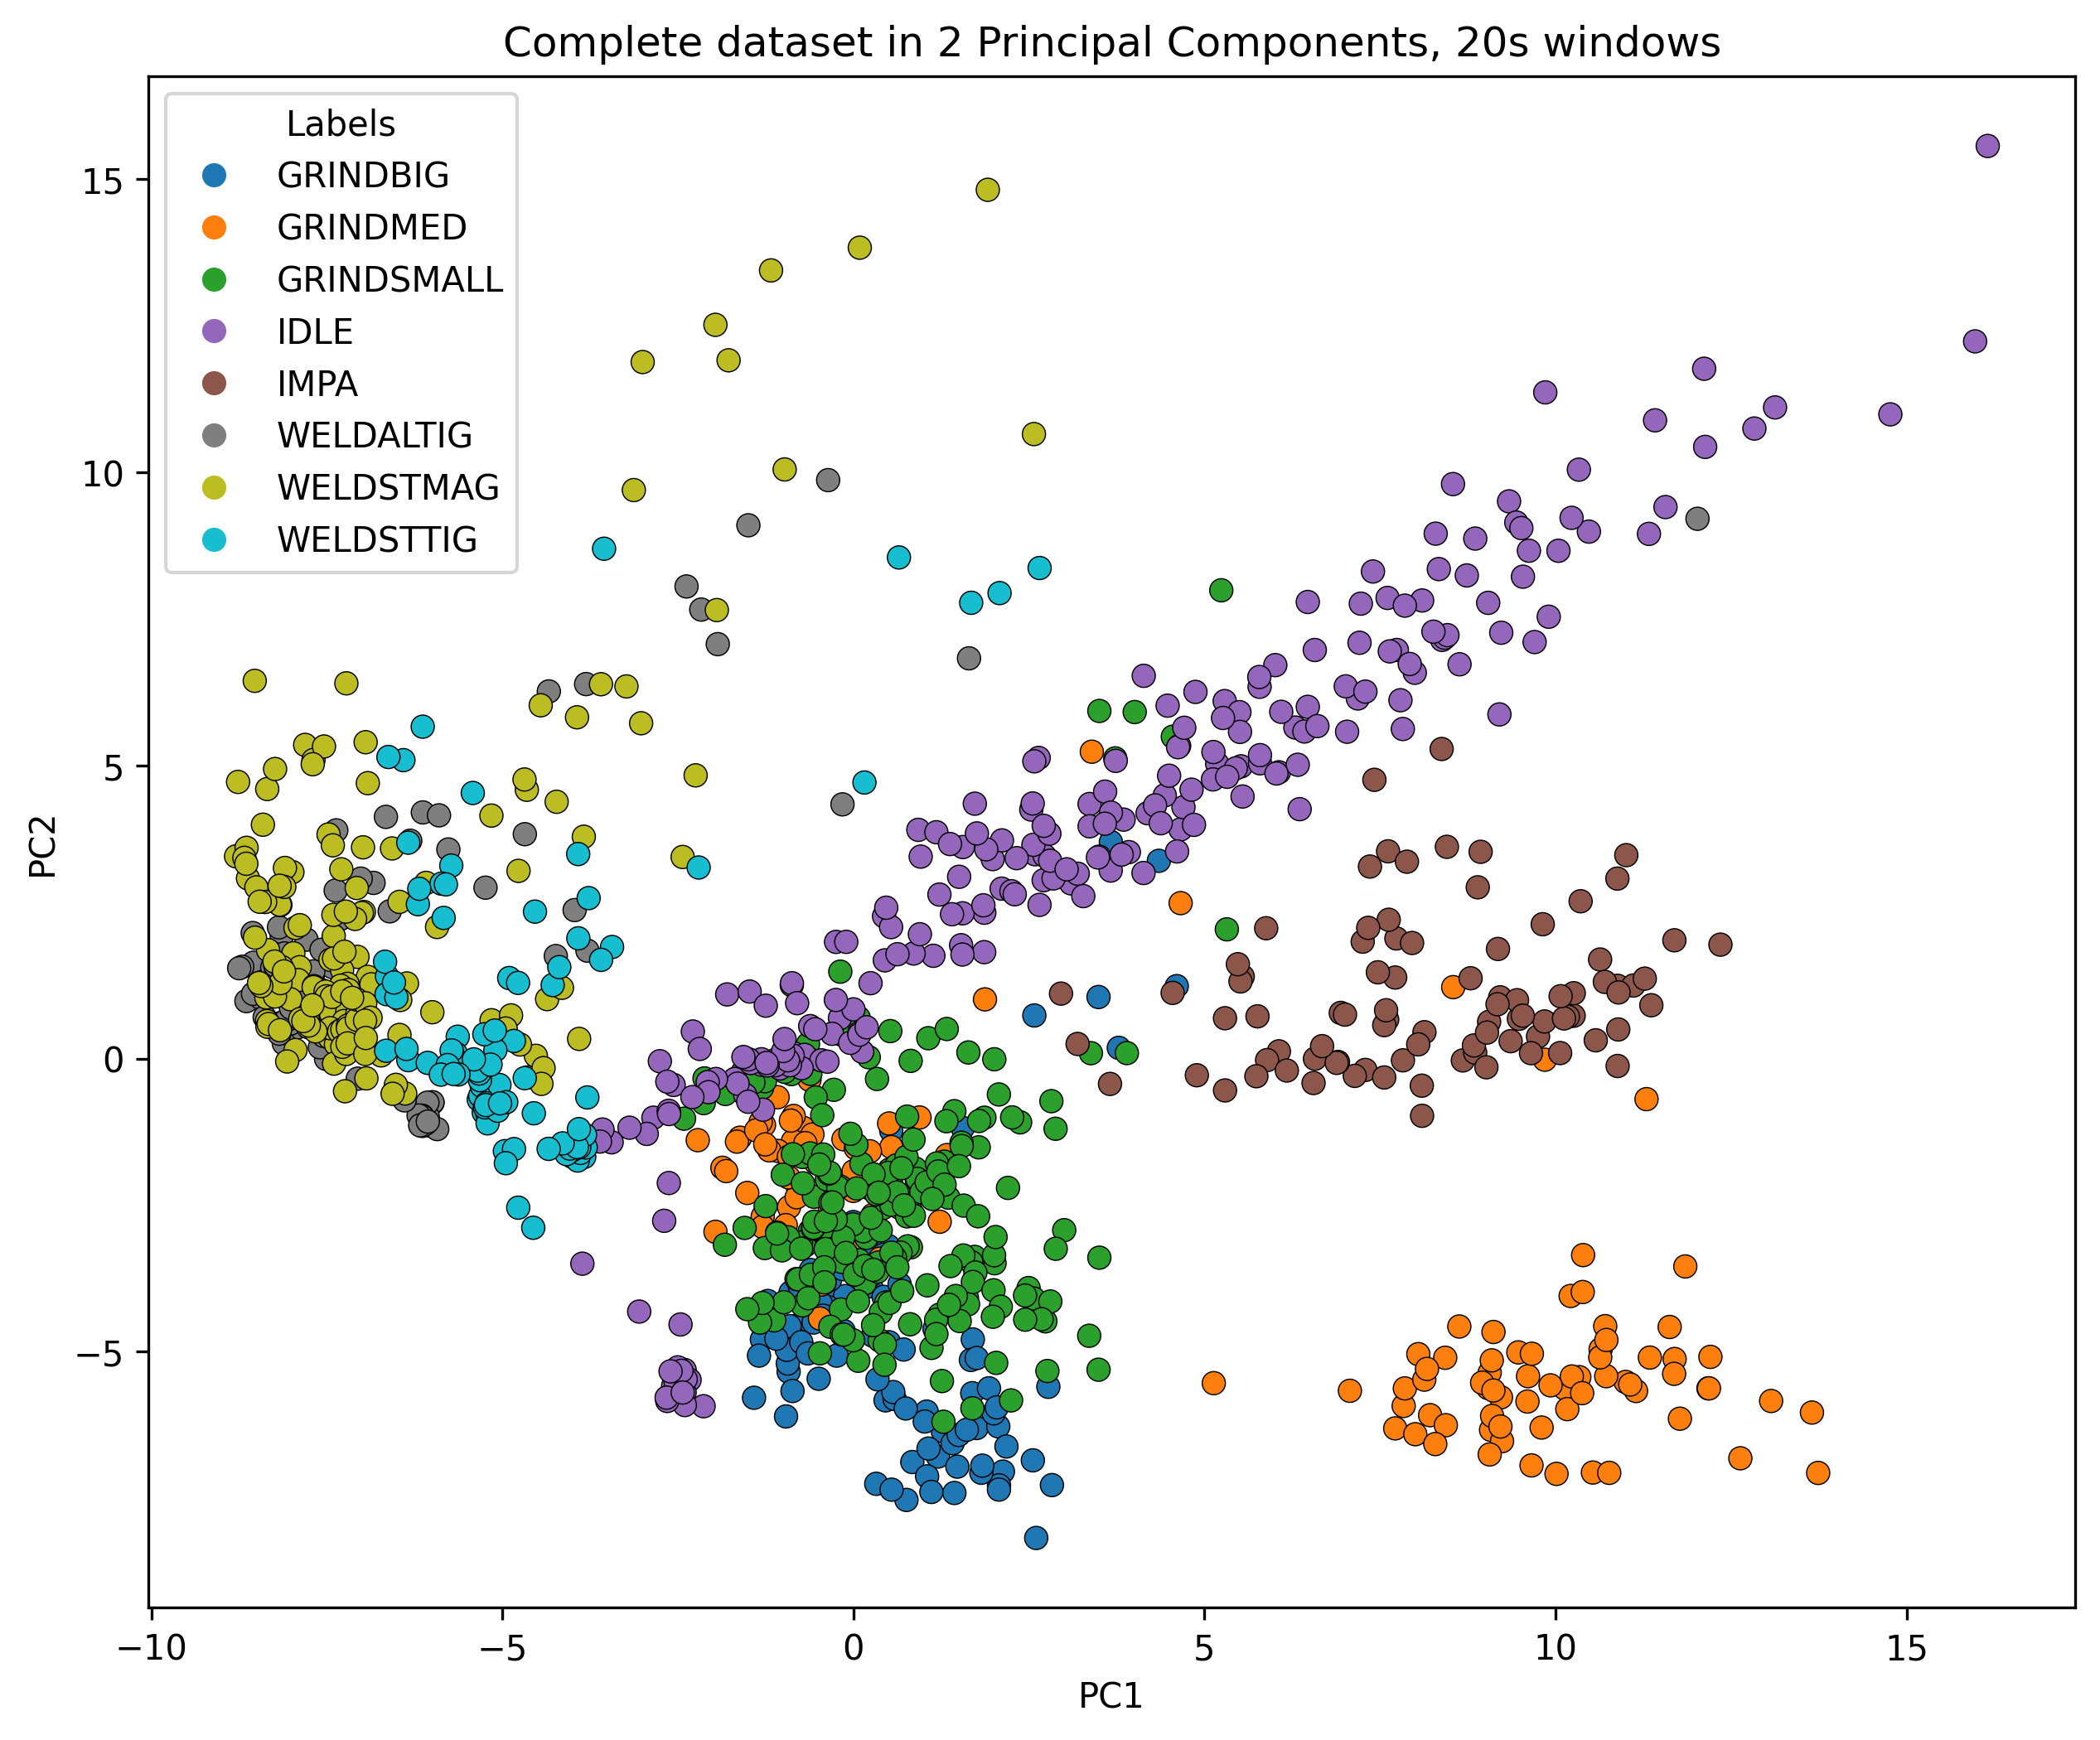 Complete dataset in 2 Principal Components, 20s windows
Labels
GRINDBIG
GRINDMED
GRINDSMALL
IDLE
IMPA
WELDALTIG
WELDSTMAG
WELDSTTIG
15
10
5
0
−5
PC2
−10
−5
0
5
10
15
PC1